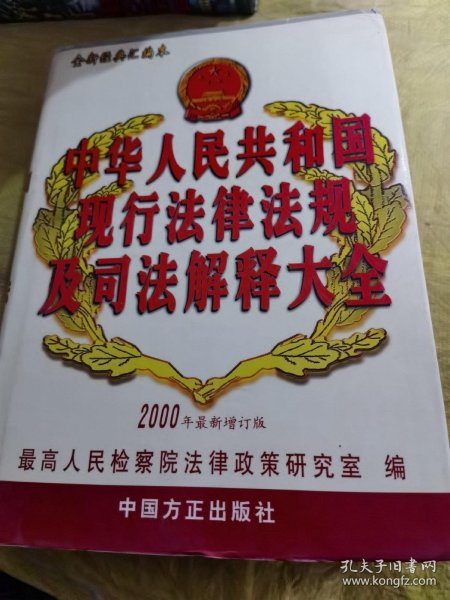 全新经典汇编本
中华人民共和国
现行法律法规
及司法解释大全
2000年最新增订版
最高人民检察院法律政策研究室 编
中国方正出版社
孔夫子旧书网
www.kongfz.com